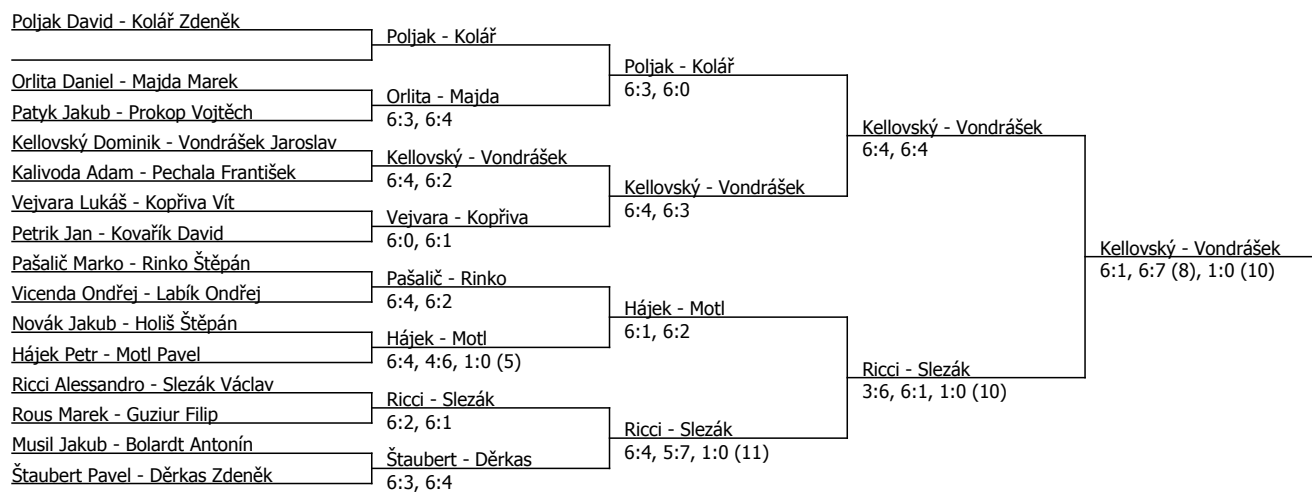 Poljak David - Kolář Zdeněk
Orlita Daniel - Majda Marek
Patyk Jakub - Prokop Vojtěch
Kellovský Dominik - Vondrášek Jaroslav
Kalivoda Adam - Pechala František
Vejvara Lukáš - Kopřiva Vít
Petrik Jan - Kovařík David
Pašalič Marko - Rinko Štěpán
Vicenda Ondřej - Labík Ondřej
Novák Jakub - Holiš Štěpán
Hájek Petr - Motl Pavel
Ricci Alessandro - Slezák Václav
Rous Marek - Guziur Filip
Musil Jakub - Bolardt Antonín
Štaubert Pavel - Děrkas Zdeněk
Poljak - Kolář
Orlita - Majda
6:3, 6:4
Kellovský - Vondrášek
6:4, 6:2
Vejvara - Kopřiva
6:0, 6:1
Pašalič - Rinko
6:4, 6:2
Hájek - Motl
6:4, 4:6, 1:0 (5)
Ricci - Slezák
6:2, 6:1
Štaubert - Děrkas
6:3, 6:4
Poljak - Kolář
6:3, 6:0
Kellovský - Vondrášek
6:4, 6:3
Hájek - Motl
6:1, 6:2
Ricci - Slezák
6:4, 5:7, 1:0 (11)
Kellovský - Vondrášek
6:4, 6:4
Ricci - Slezák
3:6, 6:1, 1:0 (10)
Kellovský - Vondrášek
6:1, 6:7 (8), 1:0 (10)